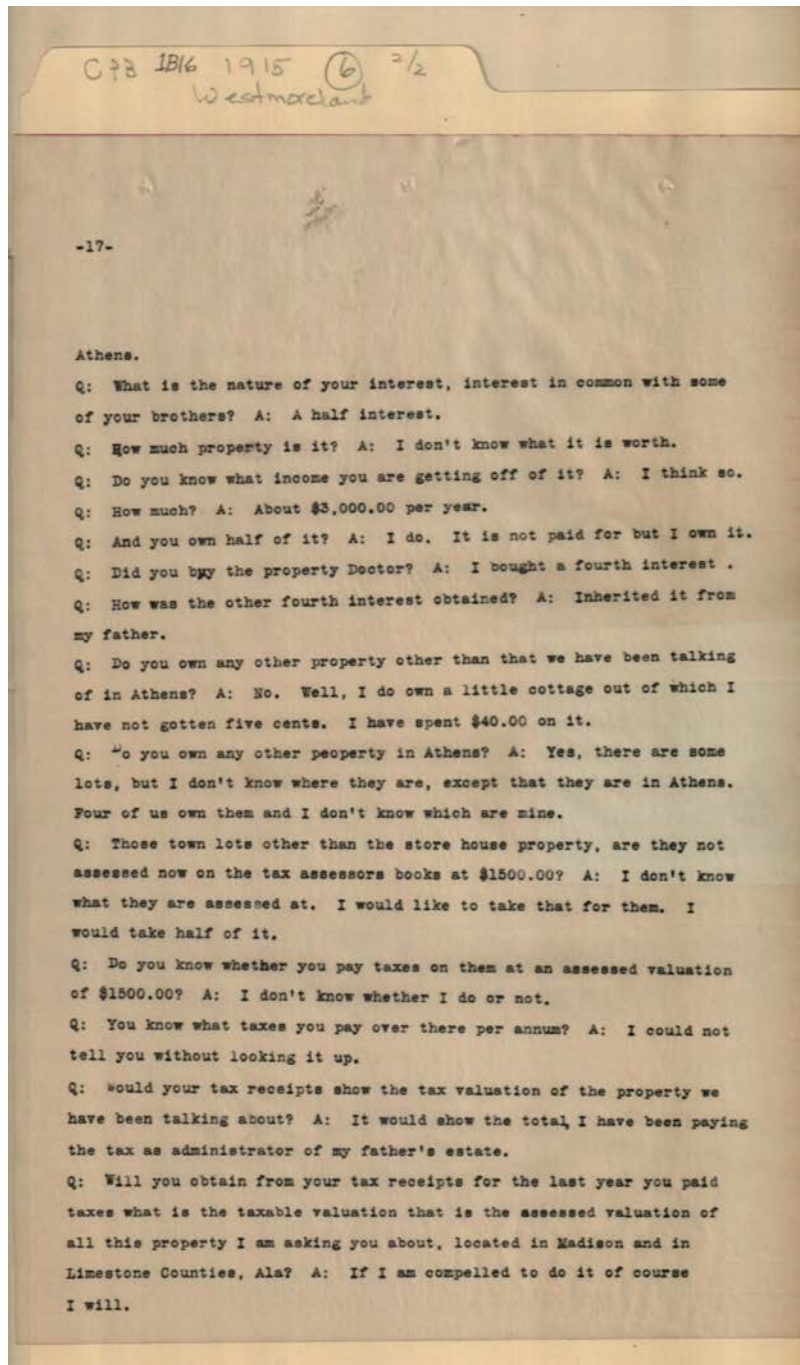 C&B 1B16 1915 6 2/2
Westmoreland
-17-
Athens.
Q: What is the nature of your interest, interest in common with some
of your brothers? A: A half interest.
Q: How much property is it? A: I don't know what it is worth.
Q: Do you know what income you are getting off of it? A: I think so.
Q: How much? A: About $3,000.00 per year.
Q: And you own half of it? A: I do. It is not paid for but I own it.
Q: Did you buy the property Doctor? A: I bought a fourth interest .
Q: How was the other fourth interest obtained? A: Inherited it from
my father.
Q: Do you own any other property other than that we have been talking
of in Athens? A: No. Well, I do own a little cottage out of which I
have not gotten five cents. I have spent $40.00 on it.
Q: Do you own any other peoperty in Athens? A: Yes, there are some
lots, but I don't know where they are, except that they are in Athens.
Four of us own them and I don't know which are mine.
Q: Those town lots other than the store house property, are they not
assessed now on the tax assessors books at $1500.00? A: I don't know
what they are assessed at. I would like to take that for them. I
would take half of it.
Q: Do you know whether you pay taxes on them at an assessed valuation
of $1500.00? A: I don't know whether I do or not.
Q: You know what taxes you pay over there per annum? A: I could not
tell you without looking it up.
Q: Would your tax receipts show the tax valuation of the property we
have been talking about? A: It would show the total, I have been paying
the tax as administrator of my father's estate.
Q: Will you obtain from your tax receipts for the last year you paid
taxes what is the taxable valuation that is the assessed valuation of
all this property I am asking you about, located in Madison and in
Limestone Counties, Ala? A: If I am compelled to do it of course
I will.